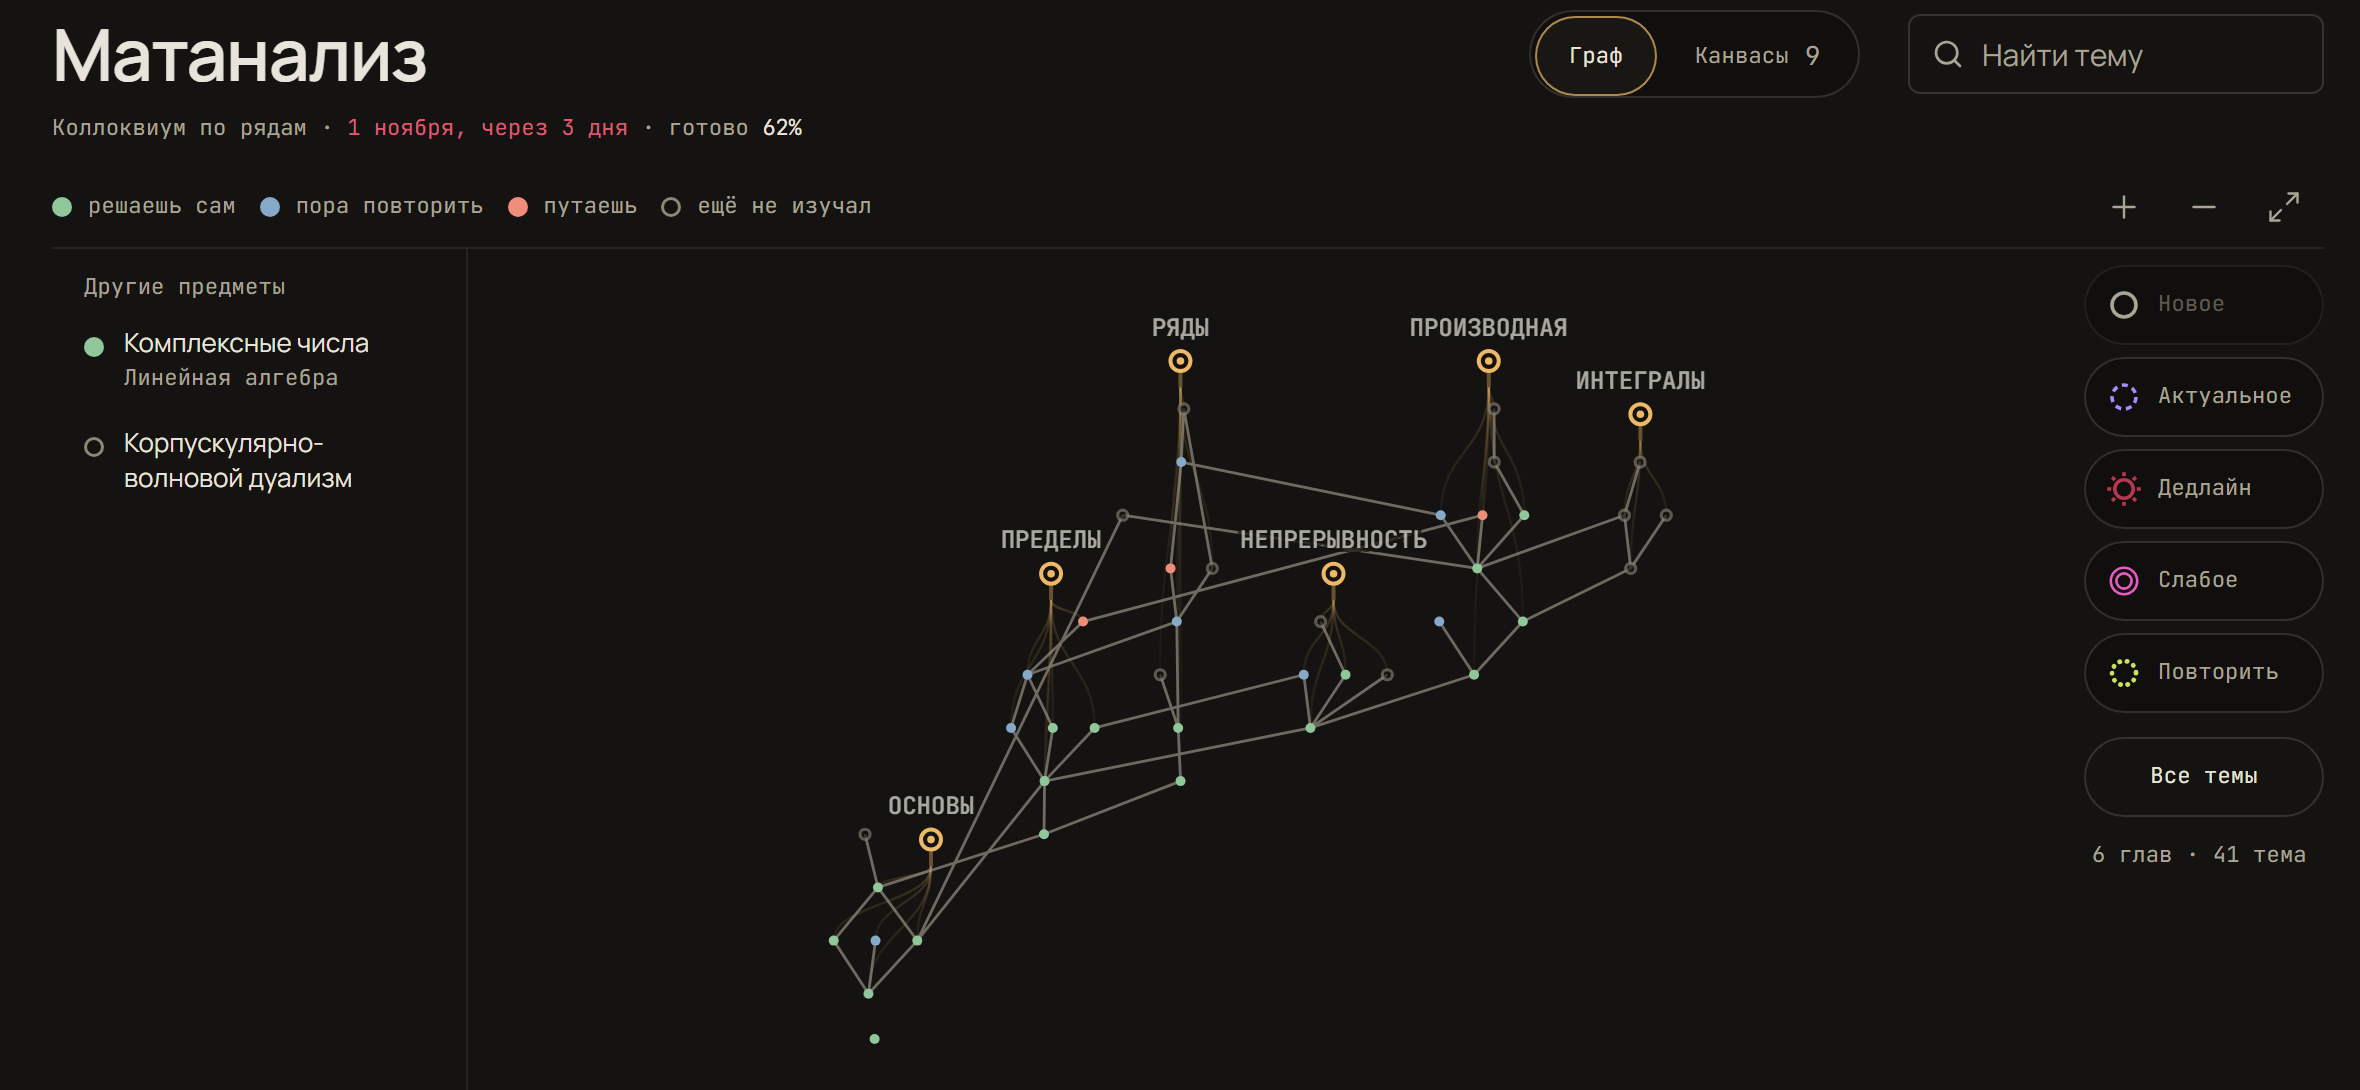 Матанализ
Граф
Канвасы 9
Найти тему
Коллоквиум по рядам · 1 ноября, через 3 дня · готово 62%
решаешь сам
пора повторить
путаешь
ещё не изучал
Другие предметы
Комплексные числа
Линейная алгебра
Корпускулярно-
волновой дуализм
РЯДЫ
ПРОИЗВОДНАЯ
ИНТЕГРАЛЫ
ПРЕДЕЛЫ
НЕПРЕРЫВНОСТЬ
ОСНОВЫ
Новое
Актуальное
Дедлайн
Слабое
Повторить
Все темы
6 глав · 41 тема